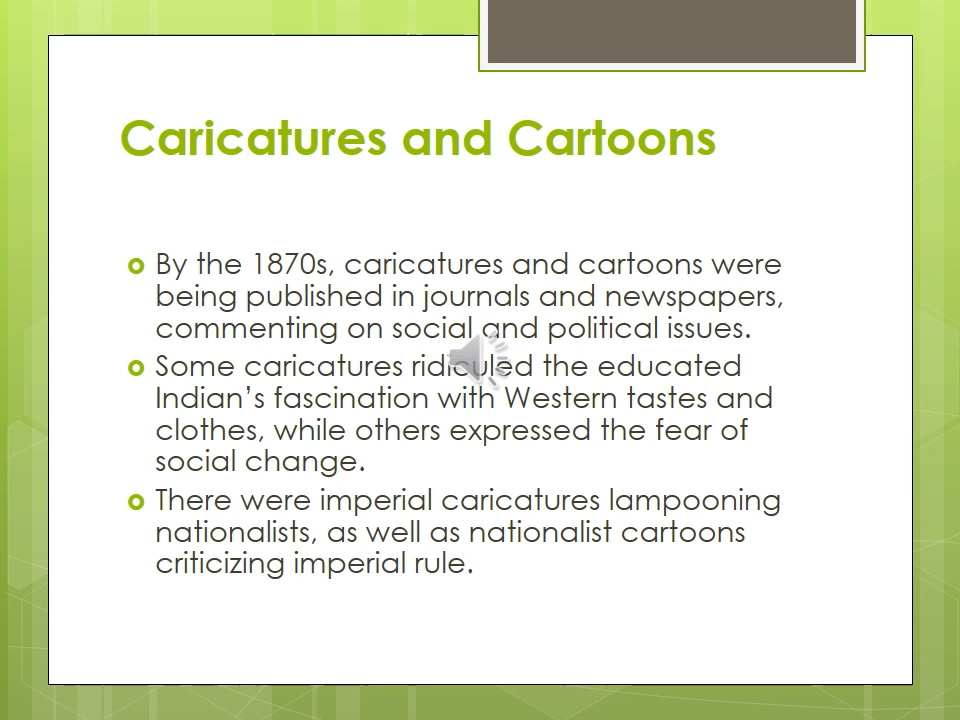 Caricatures and Cartoons
By the 1870s, caricatures and cartoons were
being published in journals and newspapers,
commenting on social and political issues.
Some caricatures ridiculed the educated
Indian’s fascination with Western tastes and
clothes, while others expressed the fear of
social change.
There were imperial caricatures lampooning
nationalists, as well as nationalist cartoons
criticizing imperial rule.